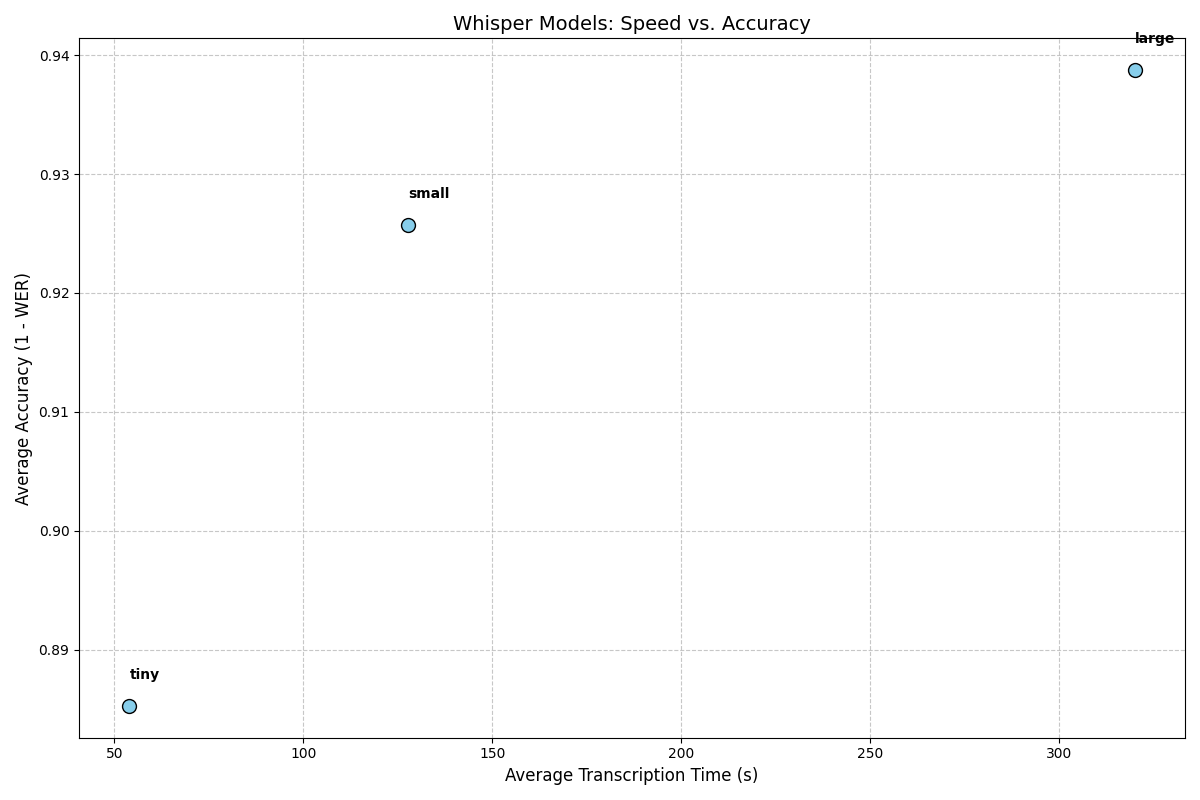 Whisper Models: Speed vs. Accuracy
large
0.94
0.93
small
0.92
Average Accuracy (1 - WER)
0.91
0.90
0.89
tiny
50 100 150 200 250 300
Average Transcription Time (s)